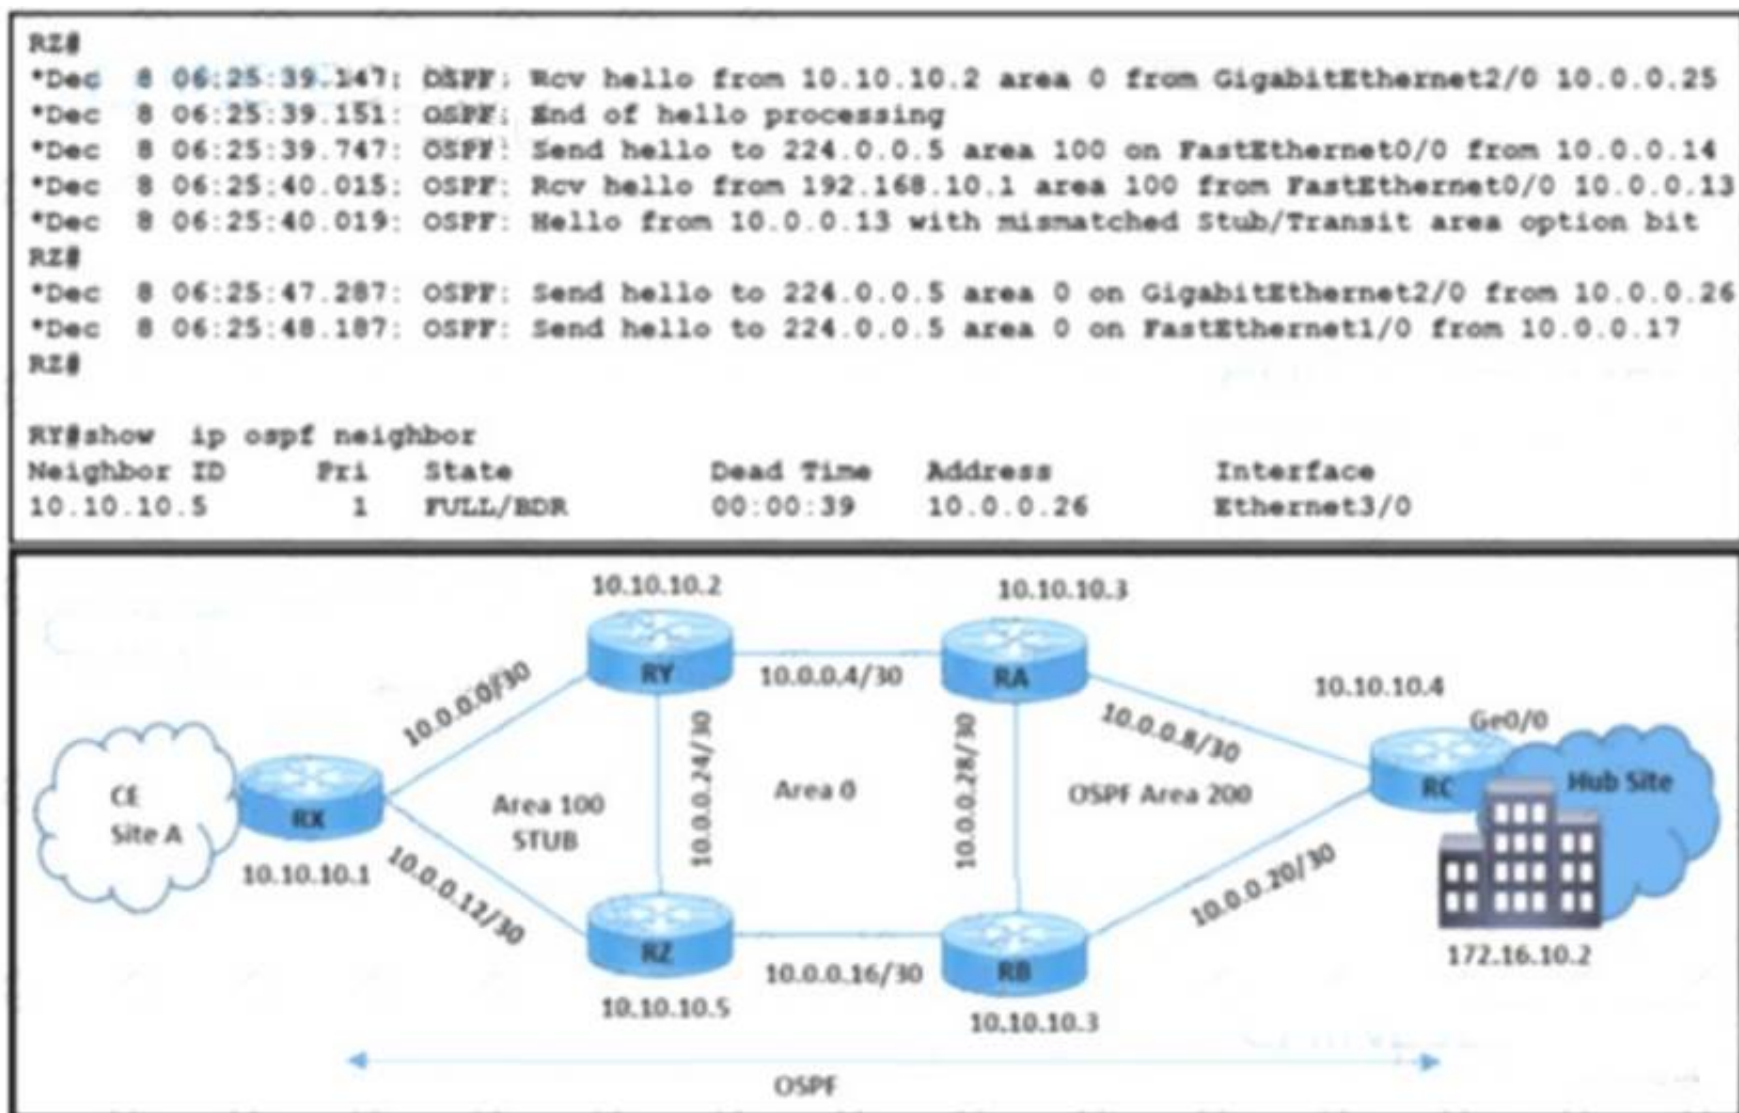 RZ#
*Dec 8 06:25:39.147: OSPF: Rcv hello from 10.10.10.2 area 0 from GigabitEthernet2/0 10.0.0.25
*Dec 8 06:25:39.151: OSPF: End of hello processing
*Dec 8 06:25:39.747: OSPF: Send hello to 224.0.0.5 area 100 on FastEthernet0/0 from 10.0.0.14
*Dec 8 06:25:40.015: OSPF: Rcv hello from 192.168.10.1 area 100 from FastEthernet0/0 10.0.0.13
*Dec 8 06:25:40.019: OSPF: Hello from 10.0.0.13 with mismatched Stub/Transit area option bit
RZ#
*Dec 8 06:25:47.287: OSPF: Send hello to 224.0.0.5 area 0 on GigabitEthernet2/0 from 10.0.0.26
*Dec 8 06:25:48.187: OSPF: Send hello to 224.0.0.5 area 0 on FastEthernet1/0 from 10.0.0.17
RZ#
RY#show ip ospf neighbor
Neighbor ID Pri State Dead Time Address Interface
10.10.10.5 1 FULL/BDR 00:00:39 10.0.0.26 Ethernet3/0
10.10.10.2
10.10.10.3
RY
10.0.0.4/30
RA
10.10.10.4
10.0.0.0/30
10.0.0.8/30
Ge0/0
10.0.0.24/30
10.0.0.28/30
CE
Site A
RX
Area 100
STUB
Area 0
OSPF Area 200
RC
Hub Site
10.10.10.1
10.0.0.12/30
10.0.0.20/30
RZ
10.0.0.16/30
RB
172.16.10.2
10.10.10.5
10.10.10.3
OSPF